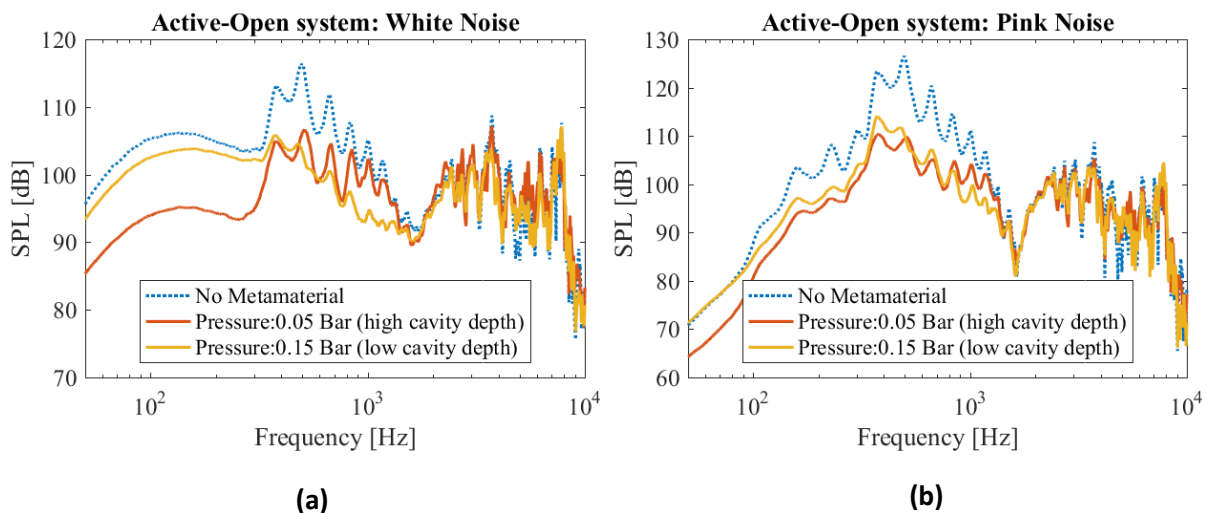 Active-Open system: White Noise
120
110
100
90
80
70
SPL [dB]
No Metamaterial
Pressure:0.05 Bar (high cavity depth)
Pressure:0.15 Bar (low cavity depth)
10^2
10^3
10^4
Frequency [Hz]
(a)
Active-Open system: Pink Noise
130
120
110
100
90
80
70
60
SPL [dB]
No Metamaterial
Pressure:0.05 Bar (high cavity depth)
Pressure:0.15 Bar (low cavity depth)
10^2
10^3
10^4
Frequency [Hz]
(b)